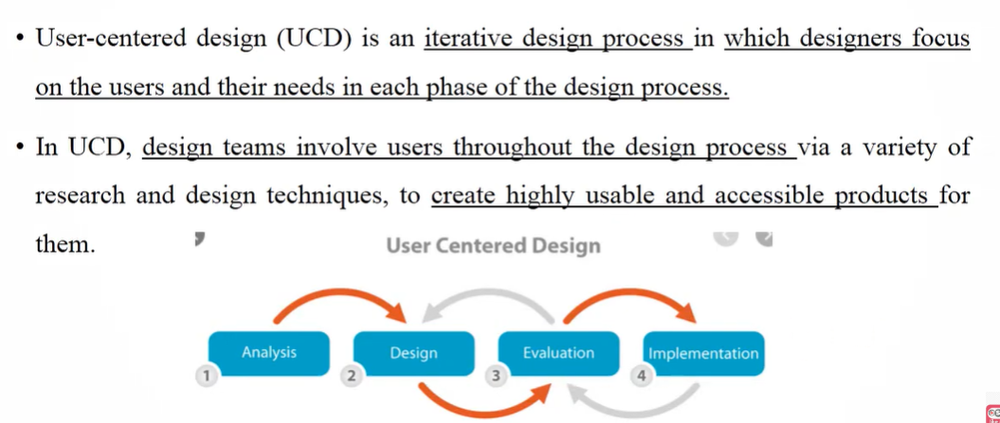 • User-centered design (UCD) is an iterative design process in which designers focus
on the users and their needs in each phase of the design process.
• In UCD, design teams involve users throughout the design process via a variety of
research and design techniques, to create highly usable and accessible products for
them.
User Centered Design
Analysis
Design
Evaluation
Implementation
1
2
3
4